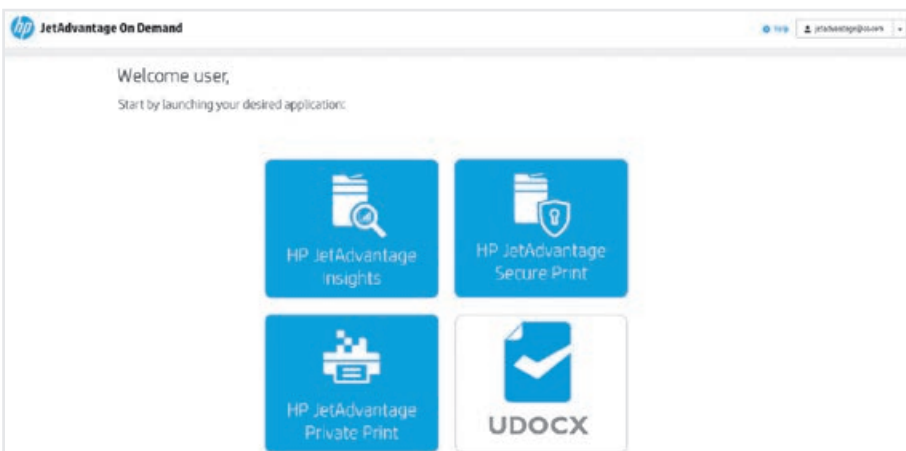 hp JetAdvantage On Demand
Help
Welcome user,
Start by launching your desired application:
HP JetAdvantage
Insights
HP JetAdvantage
Secure Print
HP JetAdvantage
Private Print
UDOCX